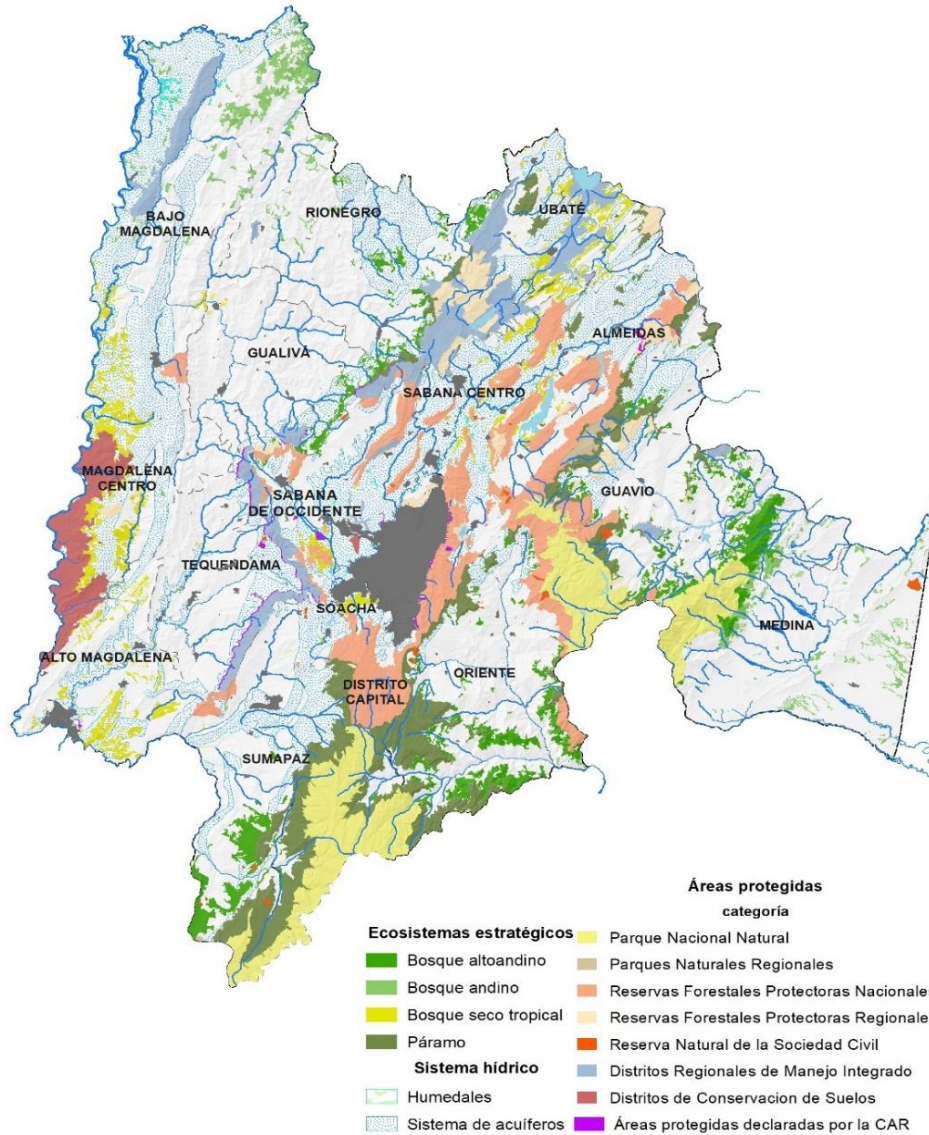 UBATÉ
BAJO
MAGDALENA
RIONEGRO
ALMEIDAS
GUALIVÁ
SABANA CENTRO
MAGDALENA
CENTRO
SABANA
DE OCCIDENTE
GUAVIO
TEQUENDAMA
SOACHA
MEDINA
ALTO MAGDALENA
DISTRITO
CAPITAL
ORIENTE
SUMAPAZ
Ecosistemas estratégicos
Bosque altoandino
Bosque andino
Bosque seco tropical
Páramo
Sistema hídrico
Humedales
Sistema de acuíferos
Áreas protegidas
categoría
Parque Nacional Natural
Parques Naturales Regionales
Reservas Forestales Protectoras Nacionales
Reservas Forestales Protectoras Regionale
Reserva Natural de la Sociedad Civil
Distritos Regionales de Manejo Integrado
Distritos de Conservacion de Suelos
Áreas protegidas declaradas por la CAR